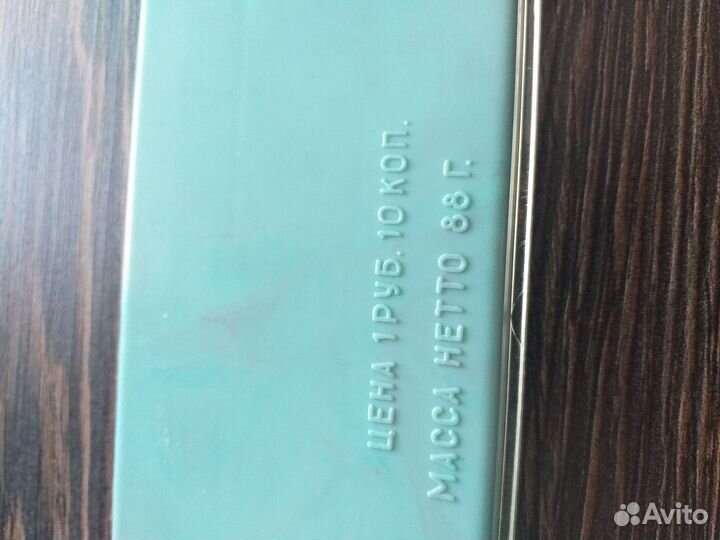 ЦЕНА 1 РУБ. 10 КОП.
МАССА НЕТТО 88 Г.
Avito